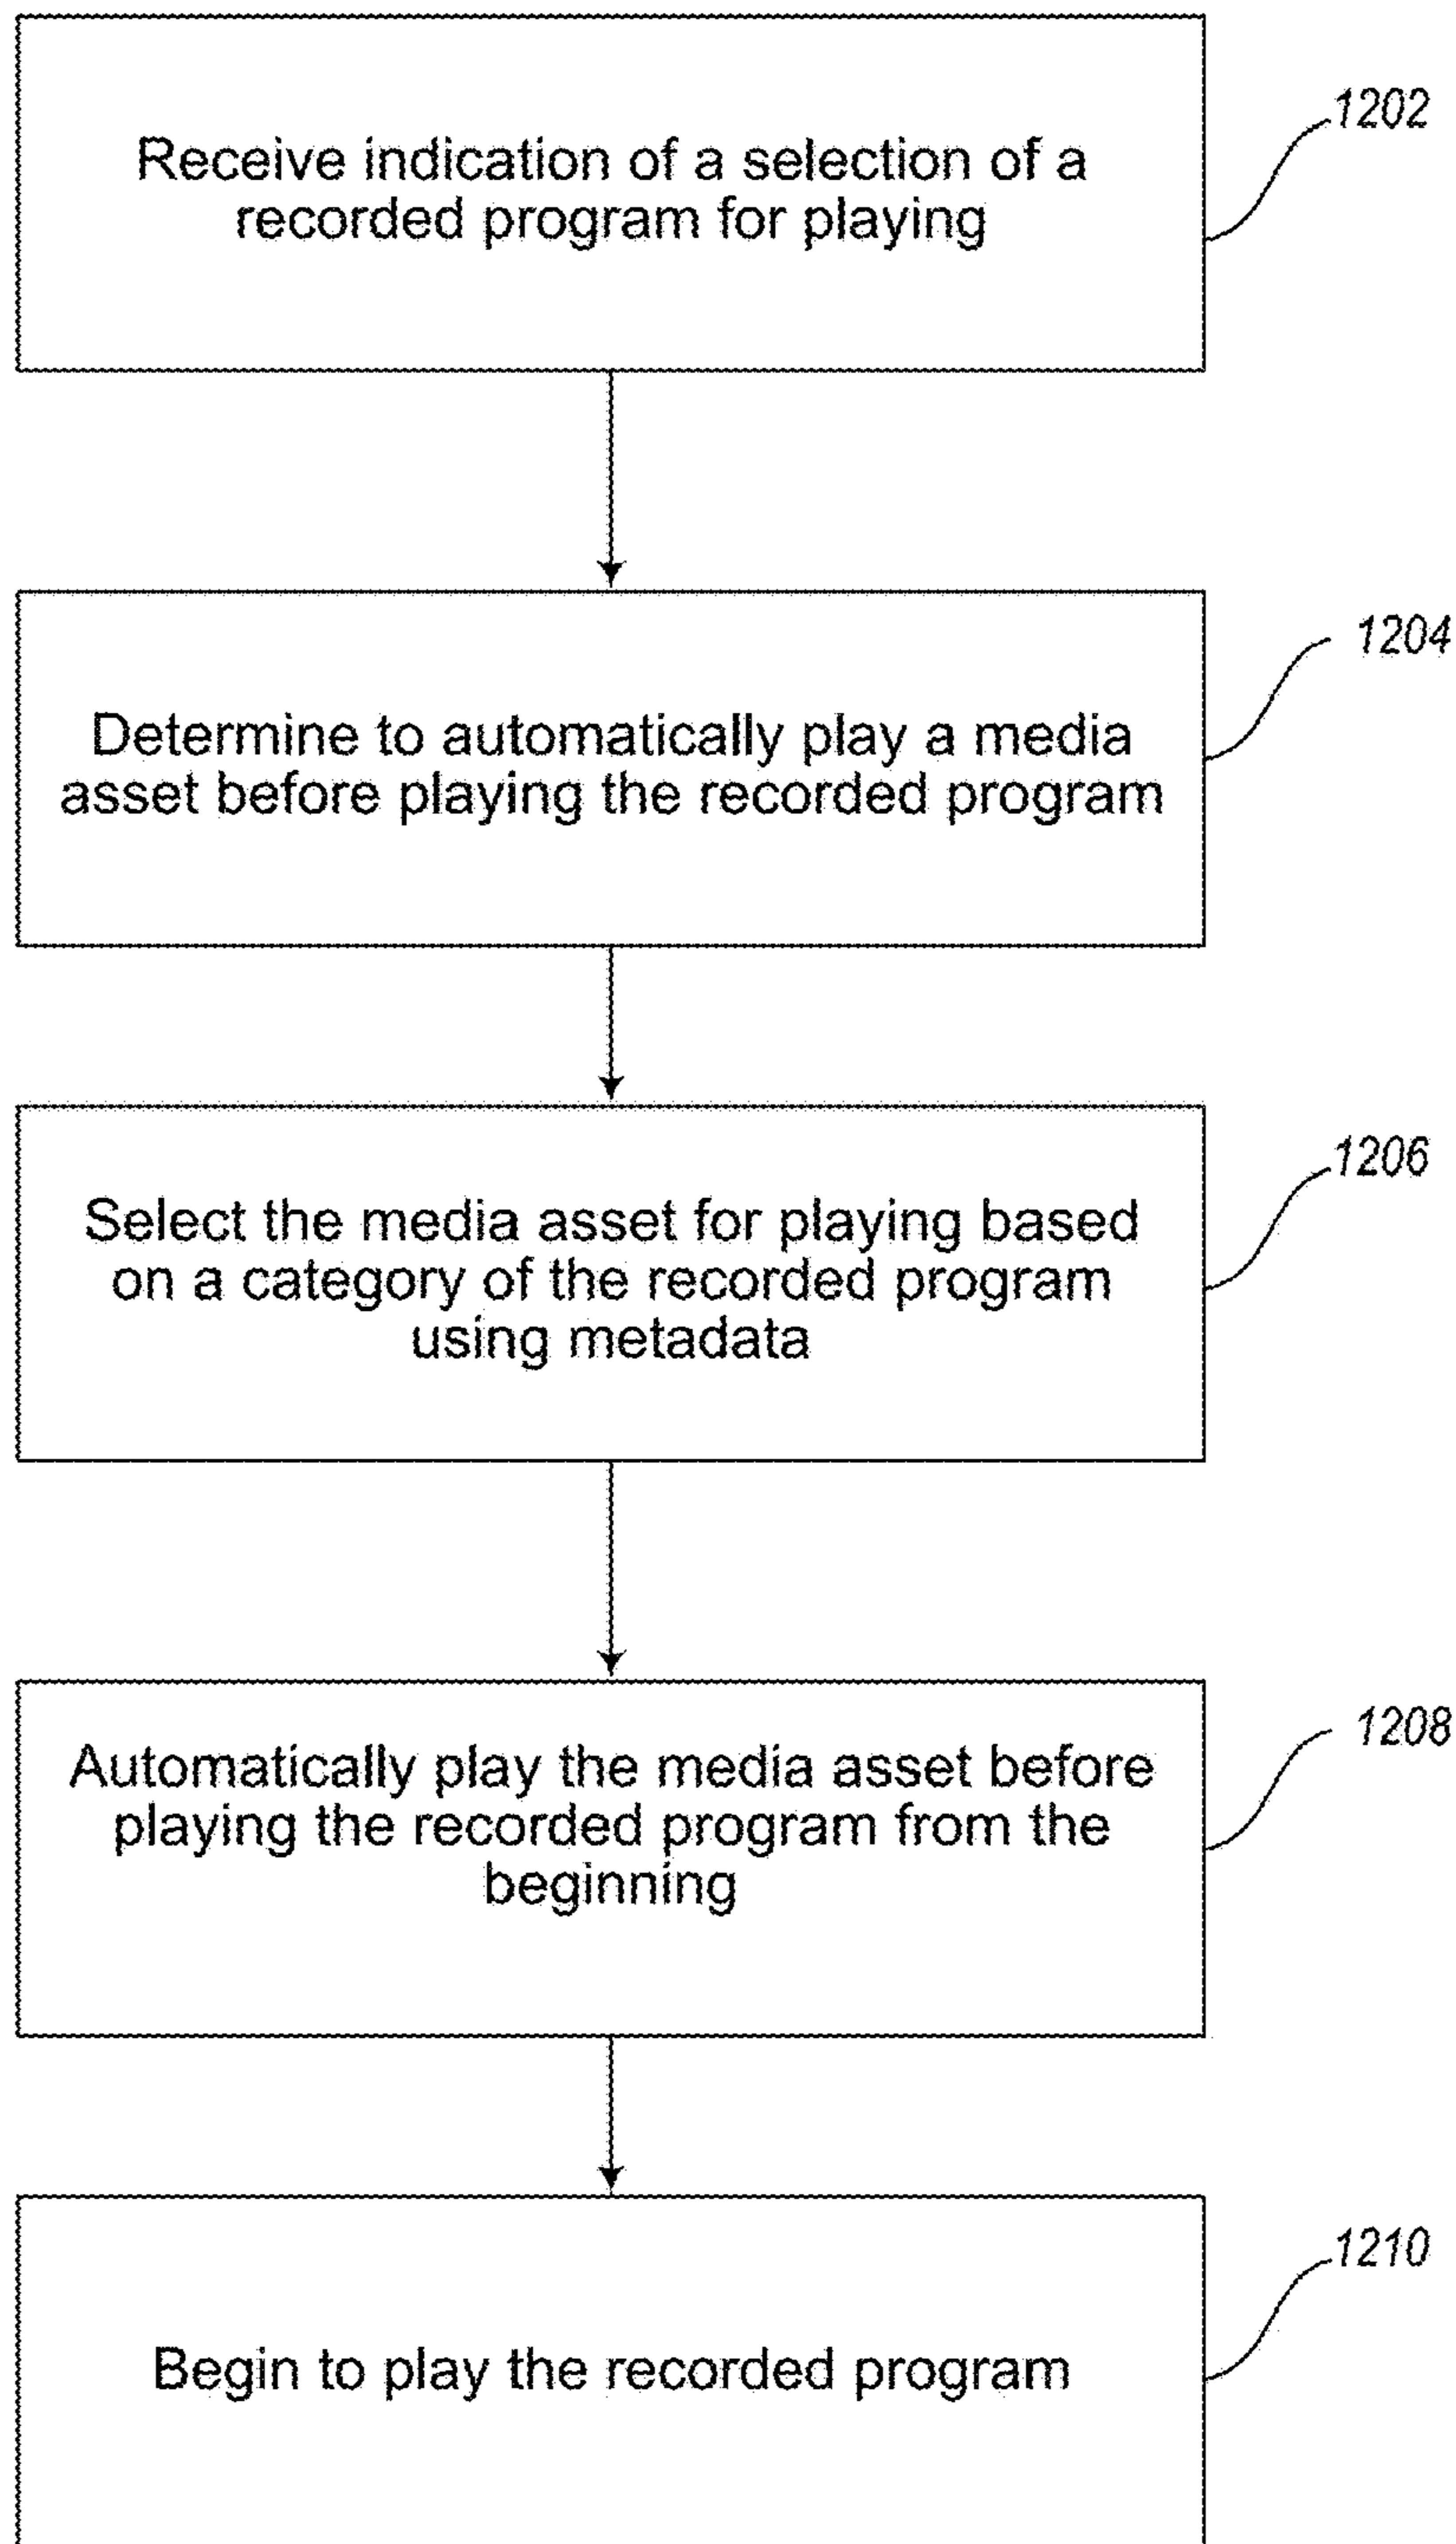 Receive indication of a selection of a
recorded program for playing
1202
Determine to automatically play a media
asset before playing the recorded program
1204
Select the media asset for playing based
on a category of the recorded program
using metadata
1206
Automatically play the media asset before
playing the recorded program from the
beginning
1208
Begin to play the recorded program
1210